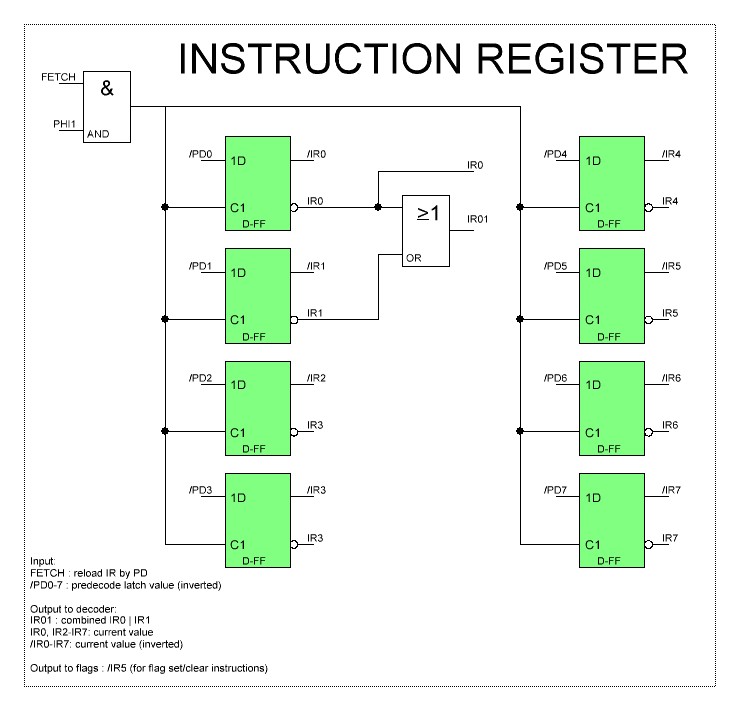 INSTRUCTION REGISTER
FETCH
&
PHI1
AND
/PD0 1D /IR0
C1 IR0
D-FF
IR0
≥1
IR01
OR
/PD1 1D /IR1
C1 IR1
D-FF
/PD2 1D /IR2
C1 IR3
D-FF
/PD3 1D /IR3
C1 IR3
D-FF
/PD4 1D /IR4
C1 IR4
D-FF
/PD5 1D /IR5
C1 IR5
D-FF
/PD6 1D /IR6
C1 IR6
D-FF
/PD7 1D /IR7
C1 IR7
D-FF
Input:
FETCH : reload IR by PD
/PD0-7 : predecode latch value (inverted)
Output to decoder:
IR01 : combined IR0 | IR1
IR0, IR2-IR7: current value
/IR0-IR7: current value (inverted)
Output to flags : /IR5 (for flag set/clear instructions)